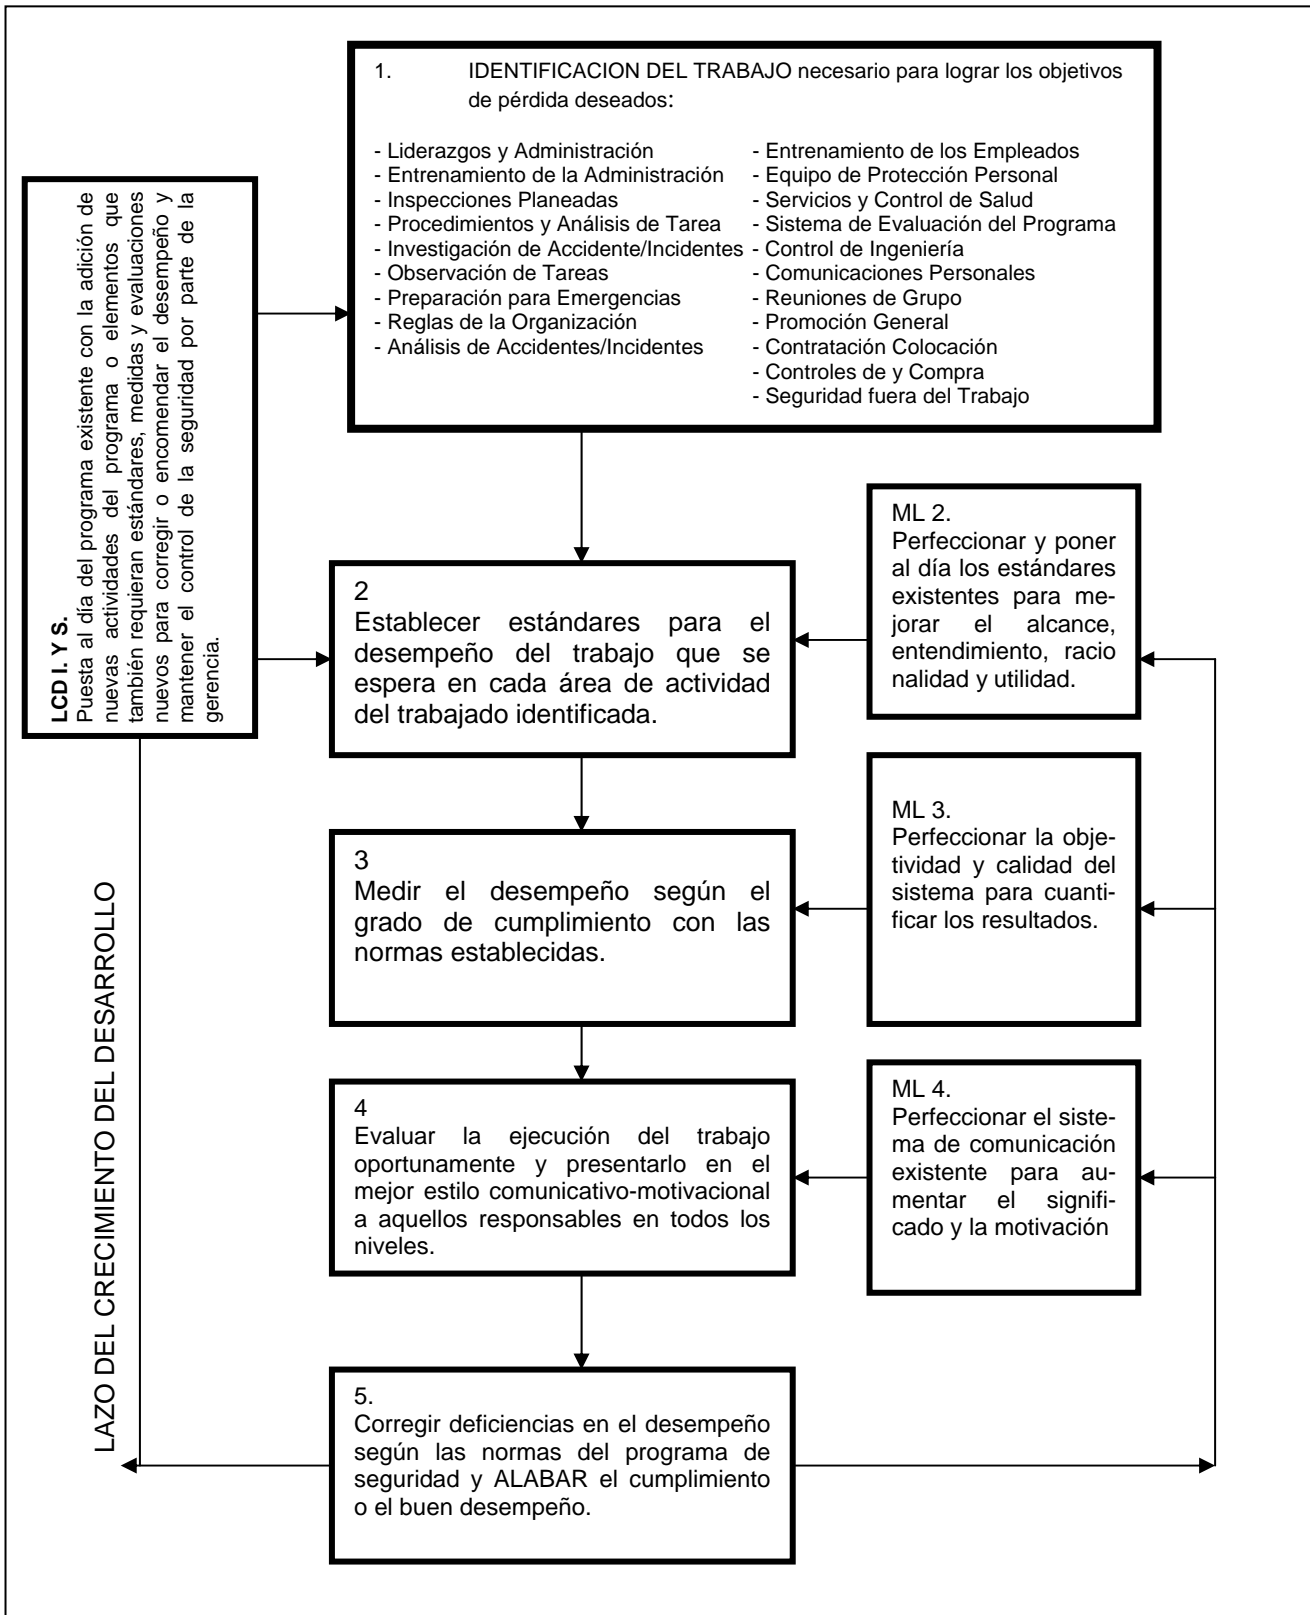 1. IDENTIFICACION DEL TRABAJO necesario para lograr los objetivos
de pérdida deseados:
- Liderazgos y Administración
- Entrenamiento de la Administración
- Inspecciones Planeadas
- Procedimientos y Análisis de Tarea
- Investigación de Accidente/Incidentes
- Observación de Tareas
- Preparación para Emergencias
- Reglas de la Organización
- Análisis de Accidentes/Incidentes
- Entrenamiento de los Empleados
- Equipo de Protección Personal
- Servicios y Control de Salud
- Sistema de Evaluación del Programa
- Control de Ingeniería
- Comunicaciones Personales
- Reuniones de Grupo
- Promoción General
- Contratación Colocación
- Controles de y Compra
- Seguridad fuera del Trabajo
LCD I. Y S.
Puesta al día del programa existente con la adición de
nuevas actividades del programa o elementos que
también requieran estándares, medidas y evaluaciones
nuevos para corregir o encomendar el desempeño y
mantener el control de la seguridad por parte de la
gerencia.
2
Establecer estándares para el
desempeño del trabajo que se
espera en cada área de actividad
del trabajado identificada.
ML 2.
Perfeccionar y poner
al día los estándares
existentes para me-
jorar el alcance,
entendimiento, racio
nalidad y utilidad.
3
Medir el desempeño según el
grado de cumplimiento con las
normas establecidas.
ML 3.
Perfeccionar la obje-
tividad y calidad del
sistema para cuanti-
ficar los resultados.
4
Evaluar la ejecución del trabajo
oportunamente y presentarlo en el
mejor estilo comunicativo-motivacional
a aquellos responsables en todos los
niveles.
ML 4.
Perfeccionar el siste-
ma de comunicación
existente para au-
mentar el signifi-
cado y la motivación
LAZO DEL CRECIMIENTO DEL DESARROLLO
5.
Corregir deficiencias en el desempeño
según las normas del programa de
seguridad y ALABAR el cumplimiento
o el buen desempeño.